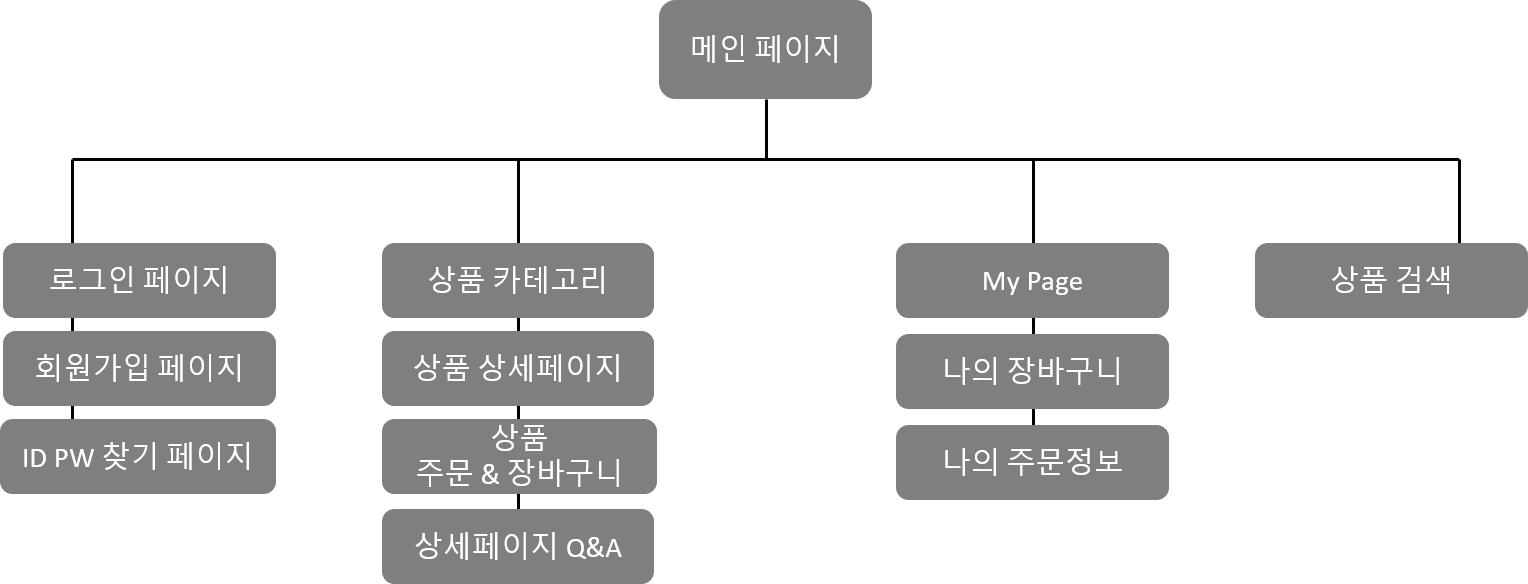 메인 페이지
로그인 페이지
회원가입 페이지
ID PW 찾기 페이지
상품 카테고리
상품 상세페이지
상품
주문 & 장바구니
상세페이지 Q&A
My Page
나의 장바구니
나의 주문정보
상품 검색